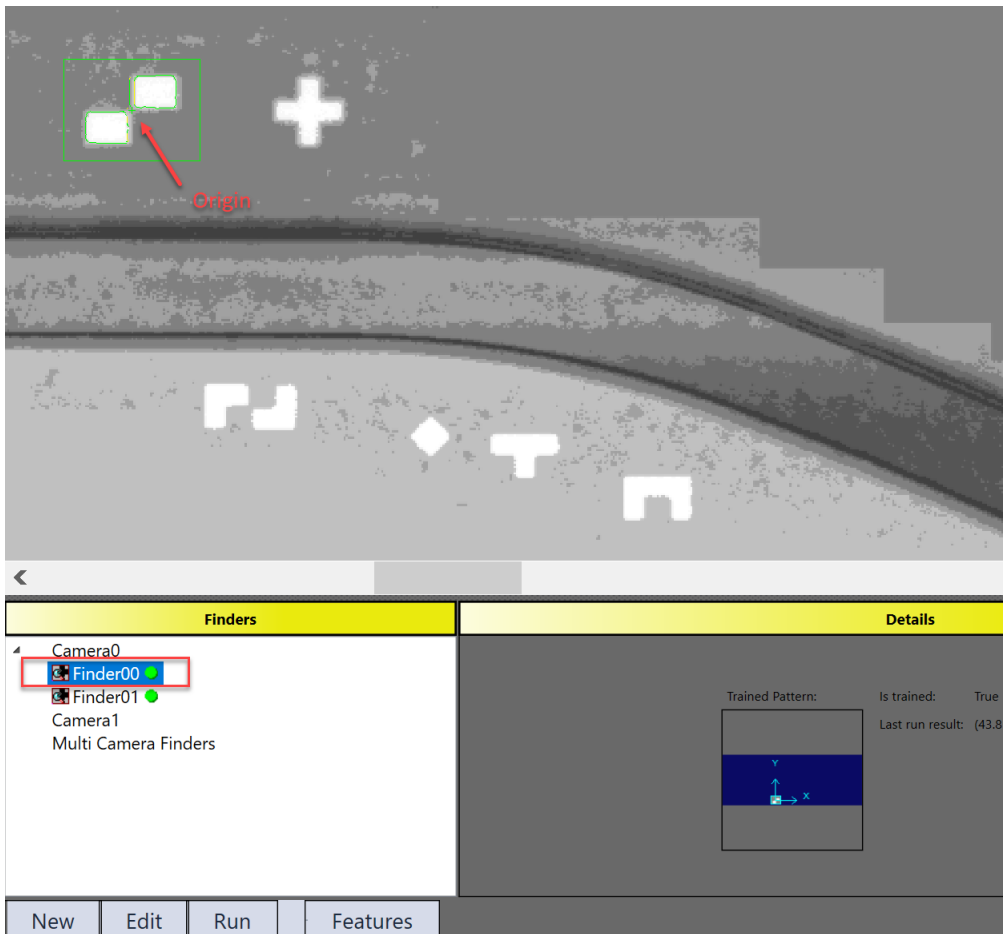 Origin
Finders
Details
Camera0
Finder00
Finder01
Camera1
Multi Camera Finders
Trained Pattern:
Is trained: True
Last run result: (43.8
Y
X
New Edit Run Features